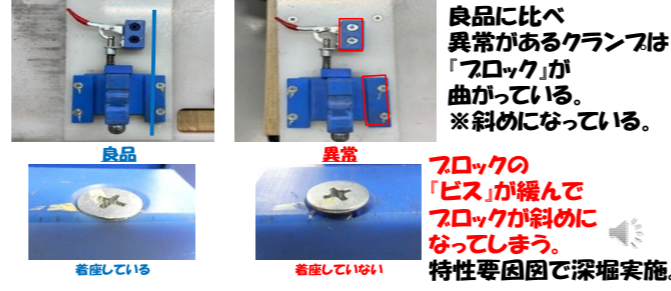 良品に比べ
異常があるクランプは
『ブロック』が
曲がっている。
※斜めになっている。
良品
異常
ブロックの
『ビス』が緩んで
ブロックが斜めに
なってしまう。
特性要因図で深堀実施。
着座している
着座していない